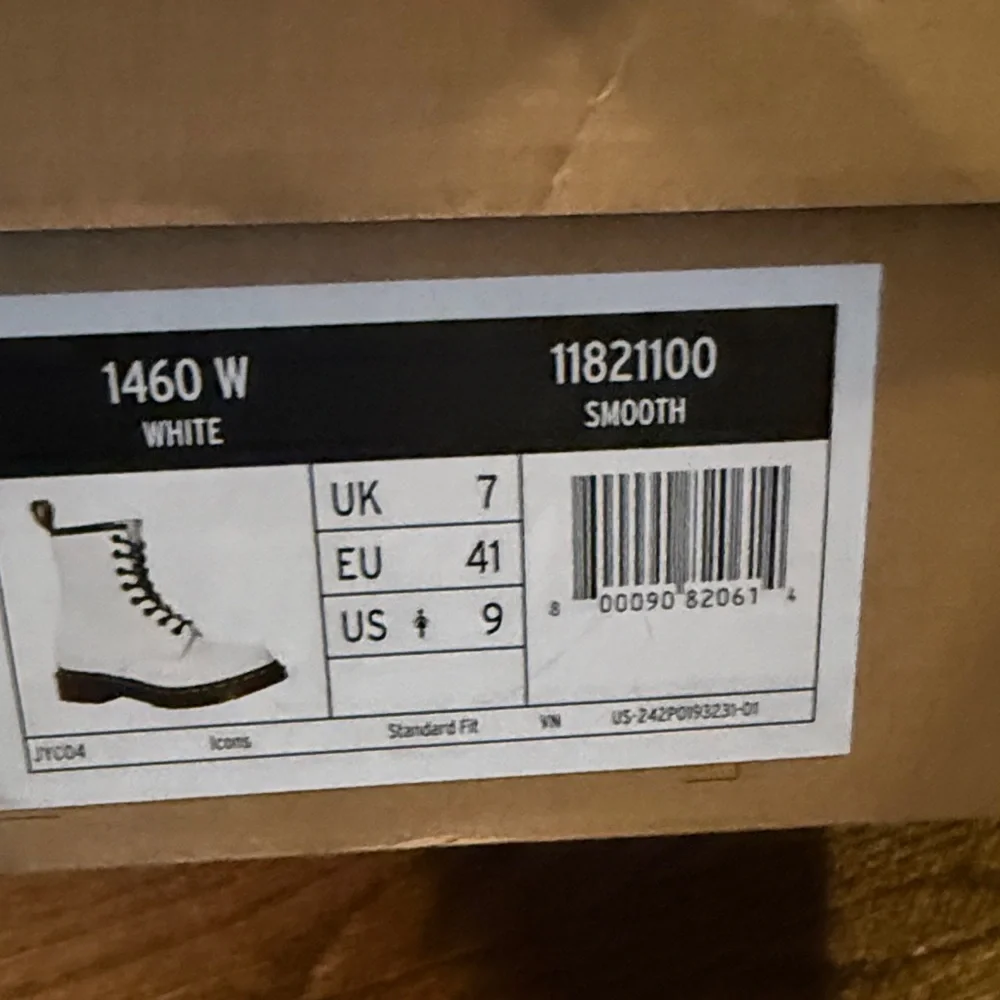 1460 W
WHITE
11821100
SMOOTH
UK 7
EU 41
US 9
8 00090 82061 4
JYC04 Icons Standard Fit VN US-242P0193231-01